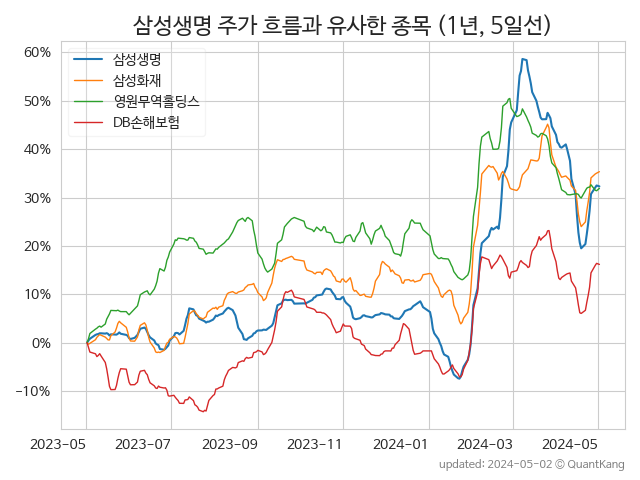 삼성생명 주가 흐름과 유사한 종목 (1년, 5일선)
60%
50%
40%
30%
20%
10%
0%
−10%
삼성생명
삼성화재
영원무역홀딩스
DB손해보험
2023-05 2023-07 2023-09 2023-11 2024-01 2024-03 2024-05
updated: 2024-05-02 © QuantKang